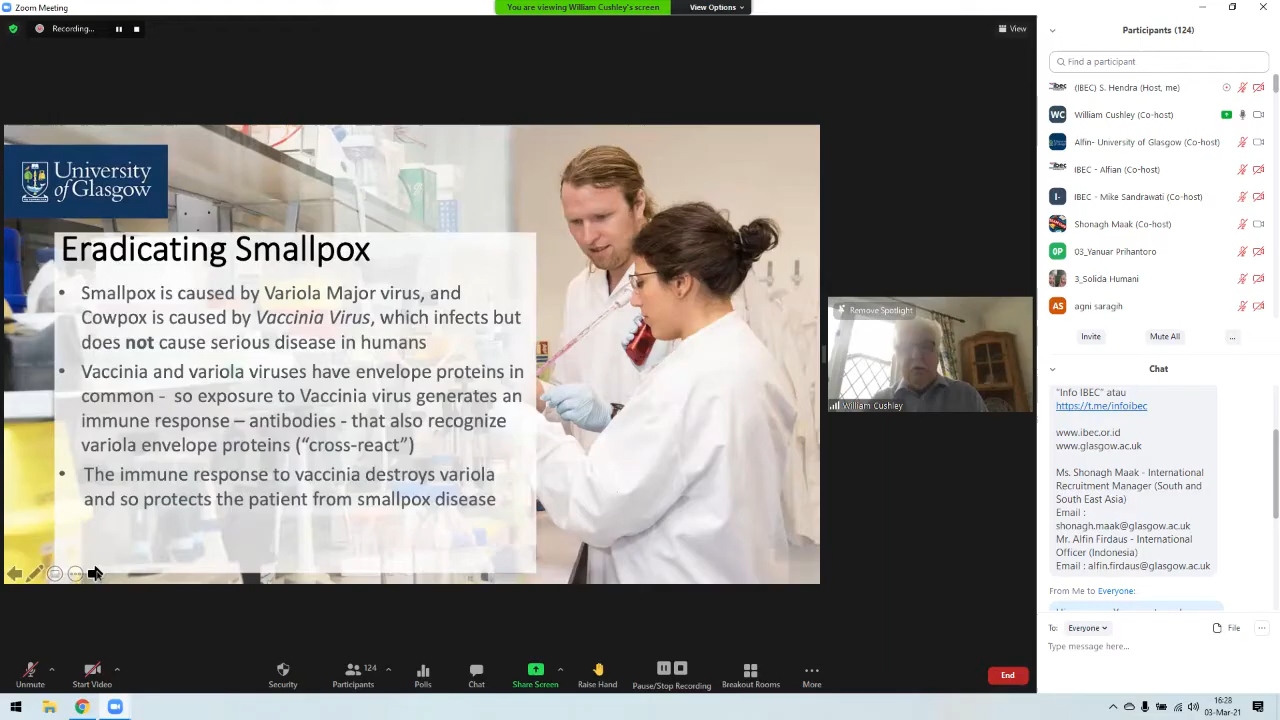 Zoom Meeting
You are viewing William Cushley's screen
View Options
Recording...
View
Participants (124)
Find a participant
(IBEC) S. Hendra (Host, me)
WC
William Cushley (Co-host)
Alfin- University of Glasgow (Co-host)
IBEC - Alfian (Co-host)
I-
IBEC - Mike Sandrawati (Co-host)
Shonagh Maak (Co-host)
0P
03_Yanuar Prihantoro
3_Solida Humani
AS
agni saragih
Invite
Mute All
...
Chat
"Info IBEC" atau
https://t.me/infoibec
www.ibec.or.id
www.glasgow.ac.uk
Ms. Shonagh Maak - International
Recruitment Manager (South and
South East Asia)
Email :
shonagh.maak@glasgow.ac.uk
Mr. Alfin Firdaus - International
Officer (Indonesia)
Email : alfin.firdaus@glasgow.ac.uk
From Me to Everyone:
To: Everyone
File
...
Type message here...
University
of Glasgow
Eradicating Smallpox
• Smallpox is caused by Variola Major virus, and
Cowpox is caused by Vaccinia Virus, which infects but
does not cause serious disease in humans
• Vaccinia and variola viruses have envelope proteins in
common - so exposure to Vaccinia virus generates an
immune response – antibodies - that also recognize
variola envelope proteins ("cross-react")
• The immune response to vaccinia destroys variola
and so protects the patient from smallpox disease
Remove Spotlight
William Cushley
Unmute
Start Video
Security
124
Participants
Polls
Chat
Share Screen
Raise Hand
Pause/Stop Recording
Breakout Rooms
More
End
16:28
03-Mar-21